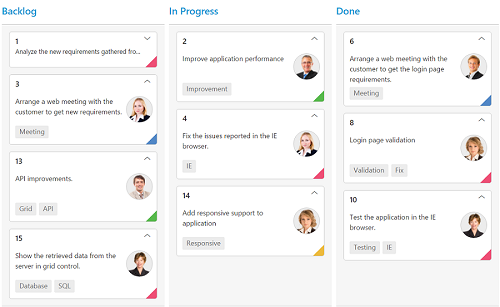 Backlog
1
Analyze the new requirements gathered fro...
3
Arrange a web meeting with the
customer to get new requirements.
Meeting
13
API improvements.
Grid API
15
Show the retrieved data from the
server in grid control.
Database SQL
In Progress
2
Improve application performance
Improvement
4
Fix the issues reported in the IE
browser.
IE
14
Add responsive support to
application
Responsive
Done
6
Arrange a web meeting with the
customer to get the login page
requirements.
Meeting
8
Login page validation
Validation Fix
10
Test the application in the IE
browser.
Testing IE